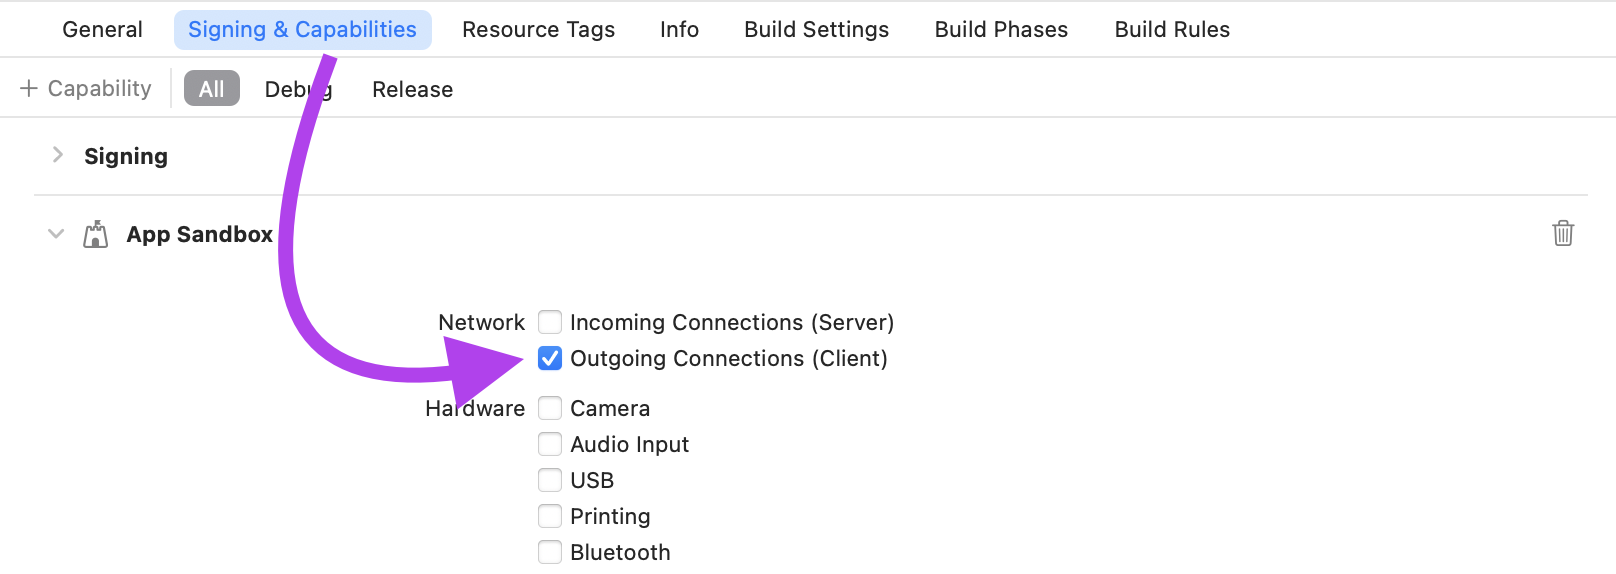 General Signing & Capabilities Resource Tags Info Build Settings Build Phases Build Rules
+ Capability All Debug Release
Signing
App Sandbox
Network Incoming Connections (Server)
Outgoing Connections (Client)
Hardware Camera
Audio Input
USB
Printing
Bluetooth